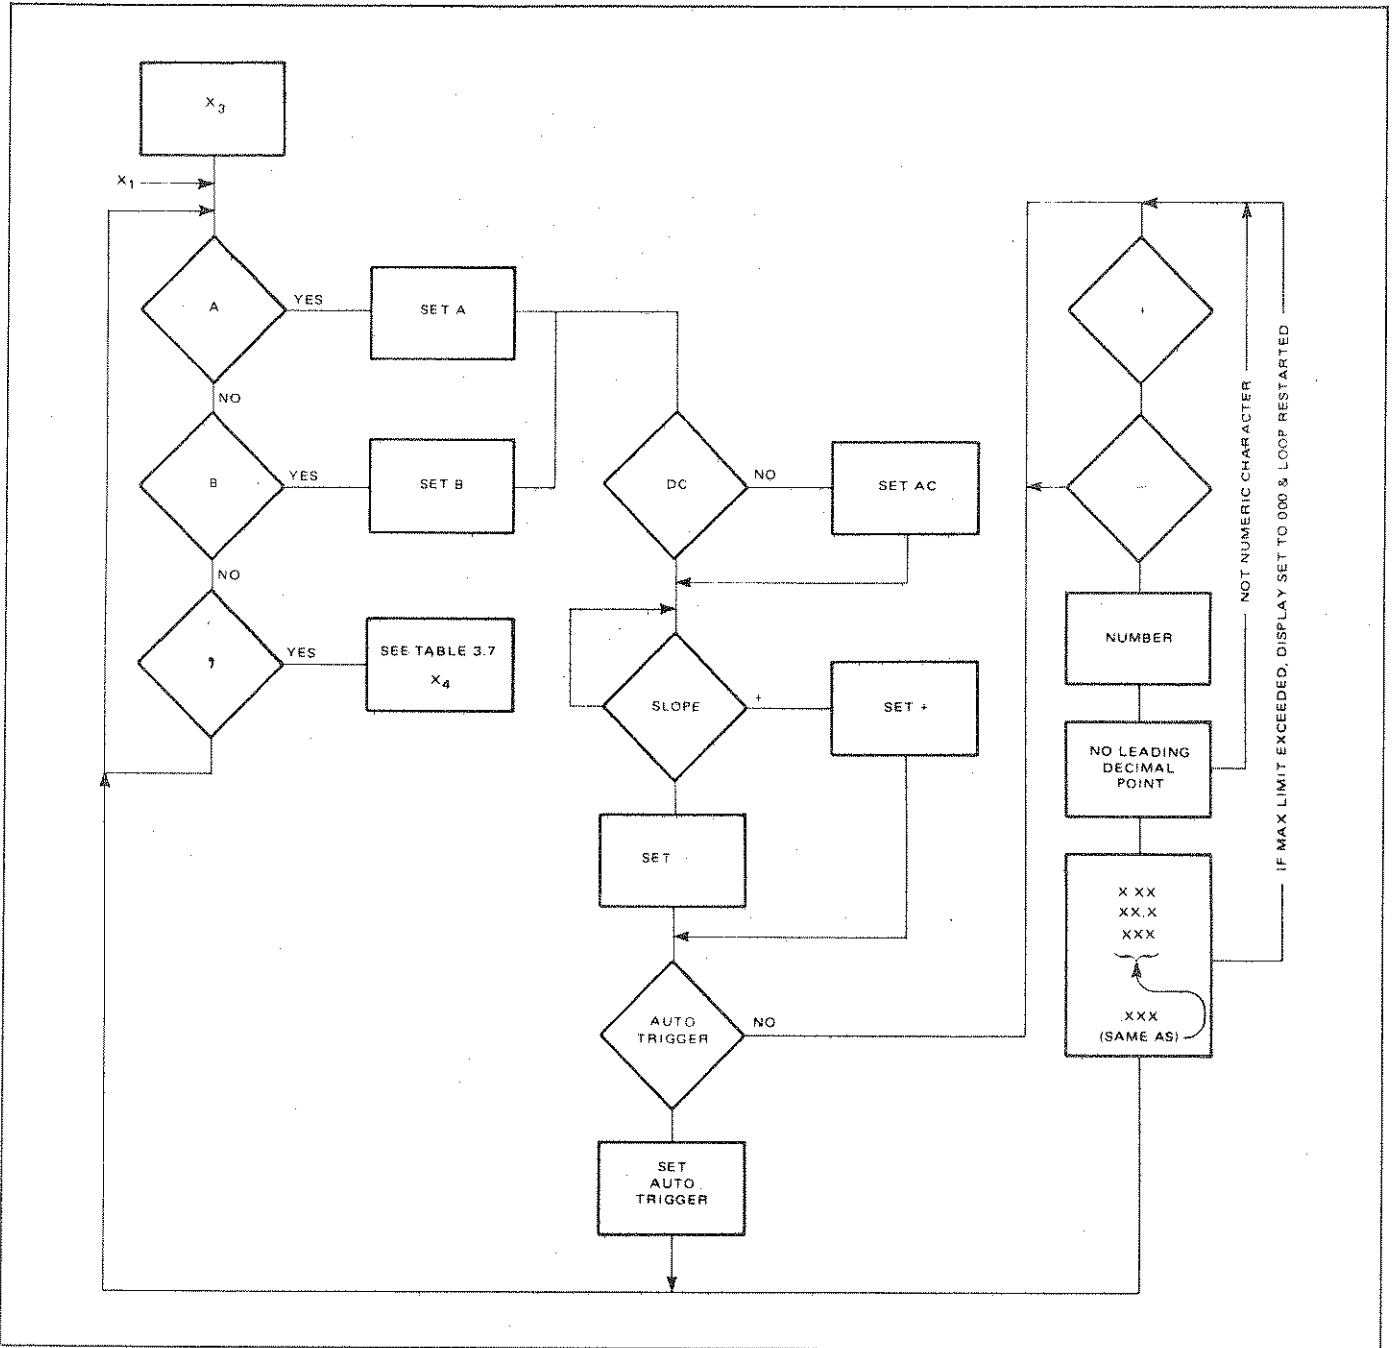 X3
X1
A
YES
SET A
NO
B
YES
SET B
NO
,
YES
SEE TABLE 3.7
X4
DC
NO
SET AC
SLOPE
+
SET +
SET
AUTO
TRIGGER
NO
SET
AUTO
TRIGGER
+
-
NUMBER
NO LEADING
DECIMAL
POINT
X XX
XX.X
XXX
.XXX
(SAME AS)
NOT NUMERIC CHARACTER
IF MAX LIMIT EXCEEDED, DISPLAY SET TO 000 & LOOP RESTARTED